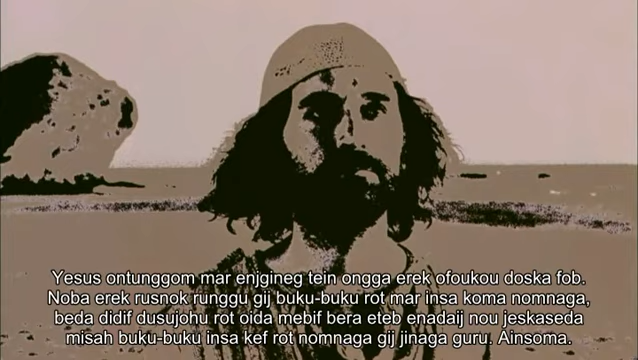 Yesus ontunggom mar enjgineg tein ongga erek ofoukou doska fob.
Noba erek rusnok runggu gij buku-buku rot mar insa koma nomnaga,
beda didif dusujohu rot oida mebif bera eteb enadaij nou jeskaseda
misah buku-buku insa kef rot nomnaga gij jinaga guru. Ainsoma.